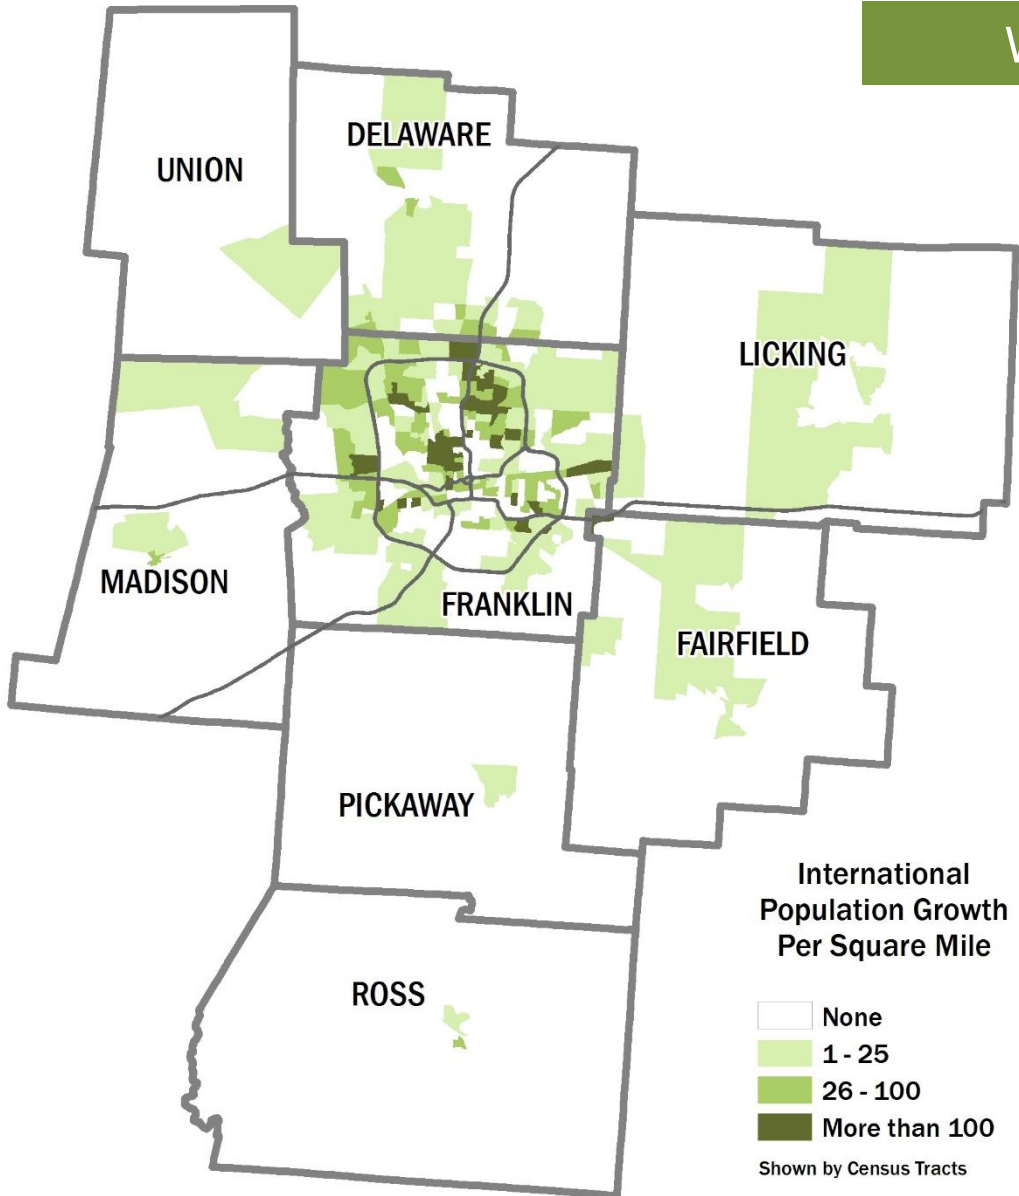 DELAWARE
UNION
LICKING
MADISON
FRANKLIN
FAIRFIELD
PICKAWAY
ROSS
International
Population Growth
Per Square Mile
None
1 - 25
26 - 100
More than 100
Shown by Census Tracts